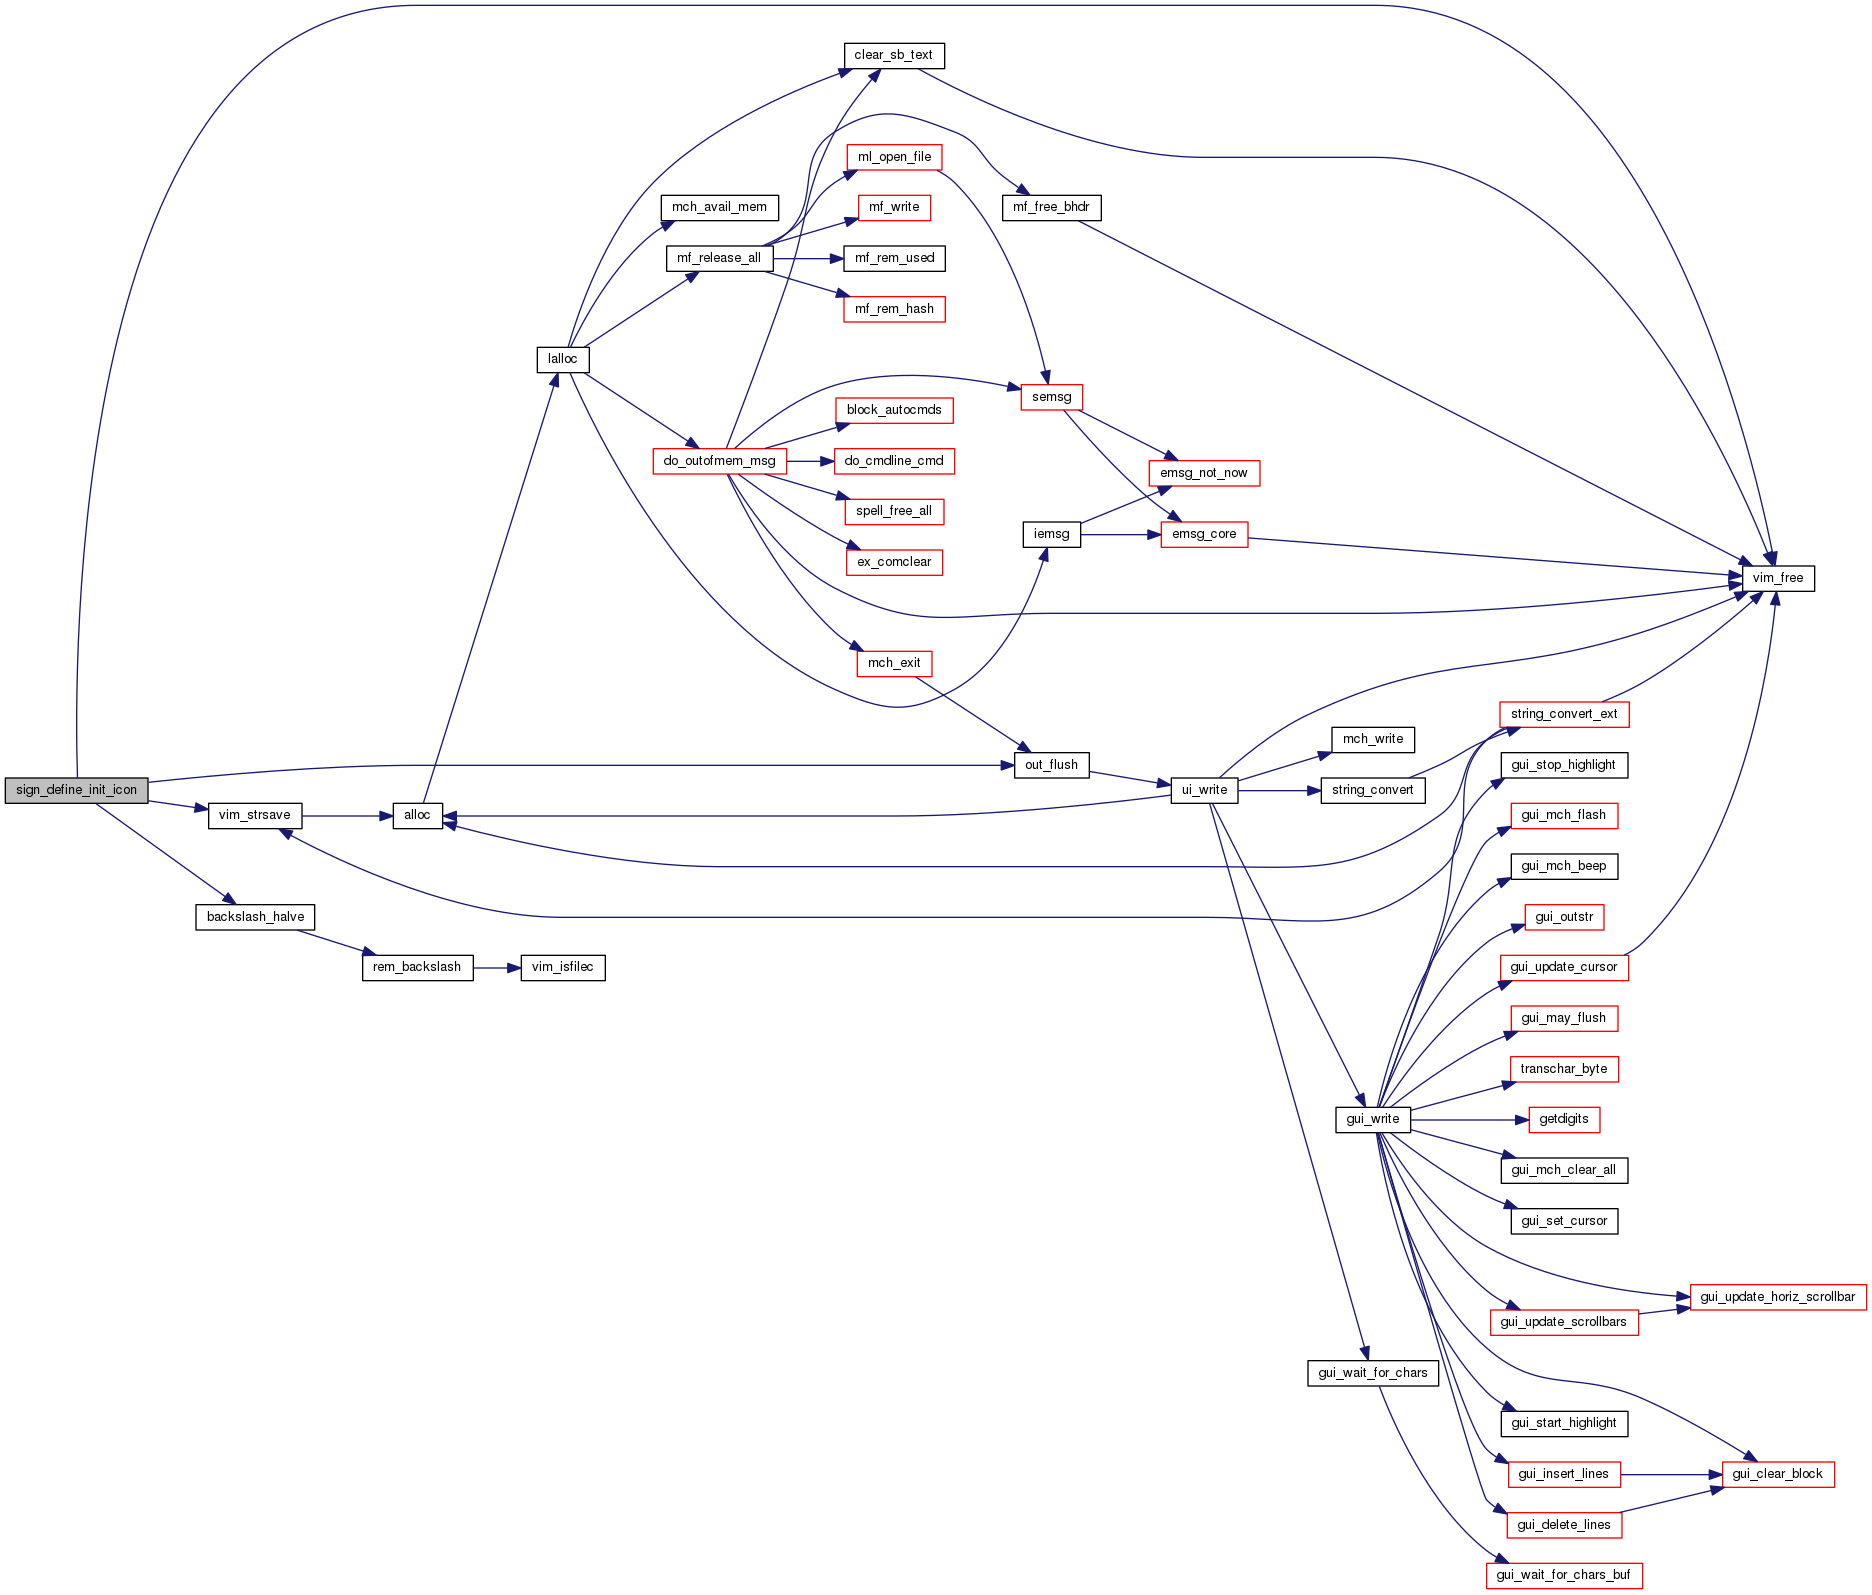 clear_sb_text
ml_open_file
mch_avail_mem
mf_write
mf_free_bhdr
mf_release_all
mf_rem_used
mf_rem_hash
lalloc
semsg
block_autocmds
do_outofmem_msg
do_cmdline_cmd
emsg_not_now
spell_free_all
iemsg
emsg_core
ex_comclear
vim_free
mch_exit
string_convert_ext
mch_write
out_flush
gui_stop_highlight
sign_define_init_icon
ui_write
string_convert
vim_strsave
alloc
gui_mch_flash
gui_mch_beep
backslash_halve
gui_outstr
rem_backslash
vim_isfilec
gui_update_cursor
gui_may_flush
transchar_byte
gui_write
getdigits
gui_mch_clear_all
gui_set_cursor
gui_update_horiz_scrollbar
gui_update_scrollbars
gui_wait_for_chars
gui_start_highlight
gui_insert_lines
gui_clear_block
gui_delete_lines
gui_wait_for_chars_buf